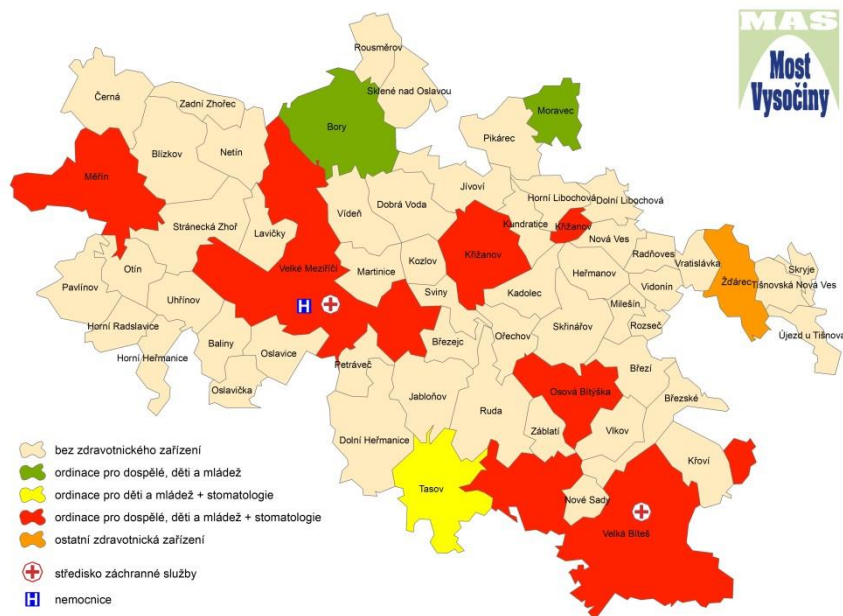 MAS
Most
Vysočiny
Rousměrov
Sklené nad Oslavou
Černá
Zadní Zhořec
Bory
Moravec
Pikárec
Blízkov
Netín
Měřín
Jívoví
Horní Libochová
Dolní Libochová
Dobrá Voda
Vídeň
Stránecká Zhoř
Lavičky
Kundratice
Křižanov
Nová Ves
Křižanov
Radňoves
Vratislávka
Skryje
Velké Meziříčí
Martinice
Kozlov
Heřmanov
Žďárec
Tišnovská Nová Ves
Otín
Pavlínov
Uhřínov
Sviny
Kadolec
Vidonín
Milešín
Horní Radslavice
H
Skřinářov
Rozseč
Újezd u Tišnova
Baliny
Oslavice
Březejc
Ořechov
Horní Heřmanice
Petráveč
Březí
Oslavička
Jabloňov
Osová Bítýška
Březské
Ruda
Záblatí
Vlkov
Dolní Heřmanice
bez zdravotnického zařízení
Křoví
ordinace pro dospělé, děti a mládež
Tasov
ordinace pro děti a mládež + stomatologie
Nové Sady
ordinace pro dospělé, děti a mládež + stomatologie
Velká Bíteš
ostatní zdravotnická zařízení
středisko záchranné služby
H nemocnice